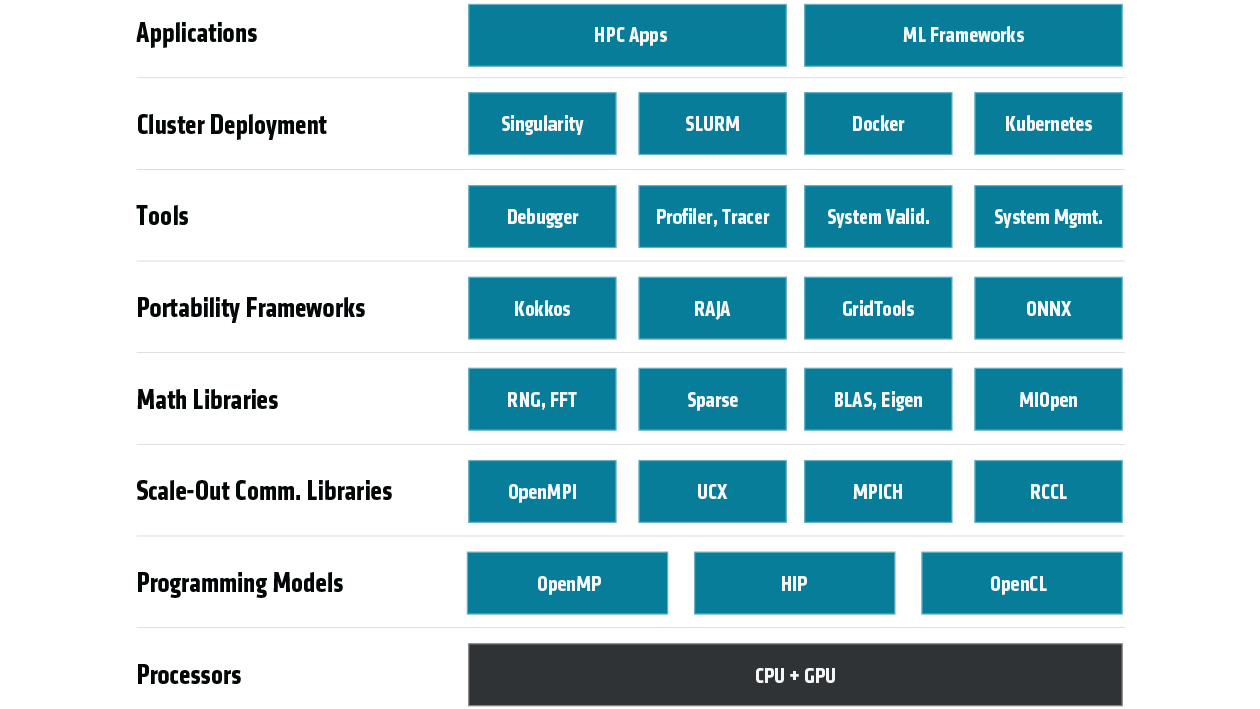 Applications
HPC Apps
ML Frameworks
Cluster Deployment
Singularity
SLURM
Docker
Kubernetes
Tools
Debugger
Profiler, Tracer
System Valid.
System Mgmt.
Portability Frameworks
Kokkos
RAJA
GridTools
ONNX
Math Libraries
RNG, FFT
Sparse
BLAS, Eigen
MIOpen
Scale-Out Comm. Libraries
OpenMPI
UCX
MPICH
RCCL
Programming Models
OpenMP
HIP
OpenCL
Processors
CPU + GPU